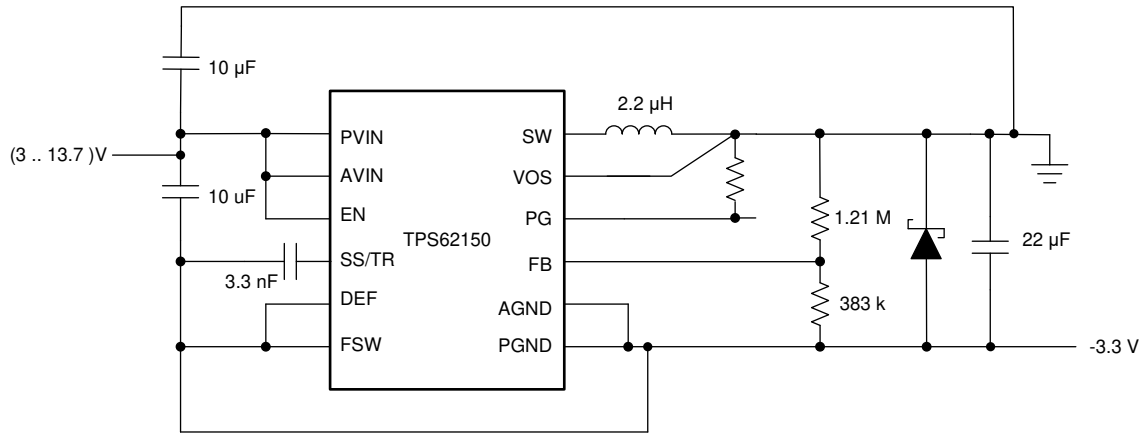 10 µF
2.2 µH
(3 .. 13.7 )V
10 uF
3.3 nF
PVIN
AVIN
EN
SS/TR
DEF
FSW
TPS62150
SW
VOS
PG
FB
AGND
PGND
1.21 M
383 k
22 µF
-3.3 V